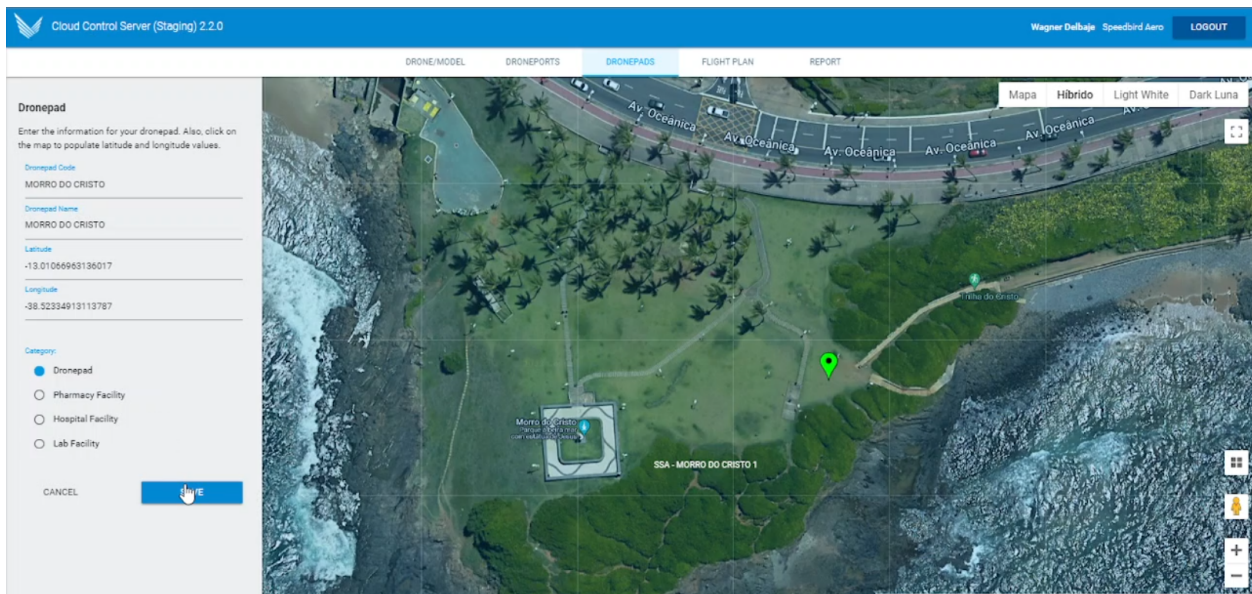 Cloud Control Server (Staging) 2.2.0
Wagner Delbaje Speedbird Aero
LOGOUT
DRONE/MODEL
DRONEPORTS
DRONEPADS
FLIGHT PLAN
REPORT
Dronepad
Enter the information for your dronepad. Also, click on
the map to populate latitude and longitude values.
Dronepad Code
MORRO DO CRISTO
Dronepad Name
MORRO DO CRISTO
Latitude
-13.01066963136017
Longitude
-38.52334913113787
Category:
Dronepad
Pharmacy Facility
Hospital Facility
Lab Facility
CANCEL
Mapa
Híbrido
Light White
Dark Luna
Av. Oceânica
Av. Oceânica
Av. Oceânica
Av. Oceânica
Av. Oceânica
Trilha do Cristo
Morro do Cristo
SSA - MORRO DO CRISTO 1